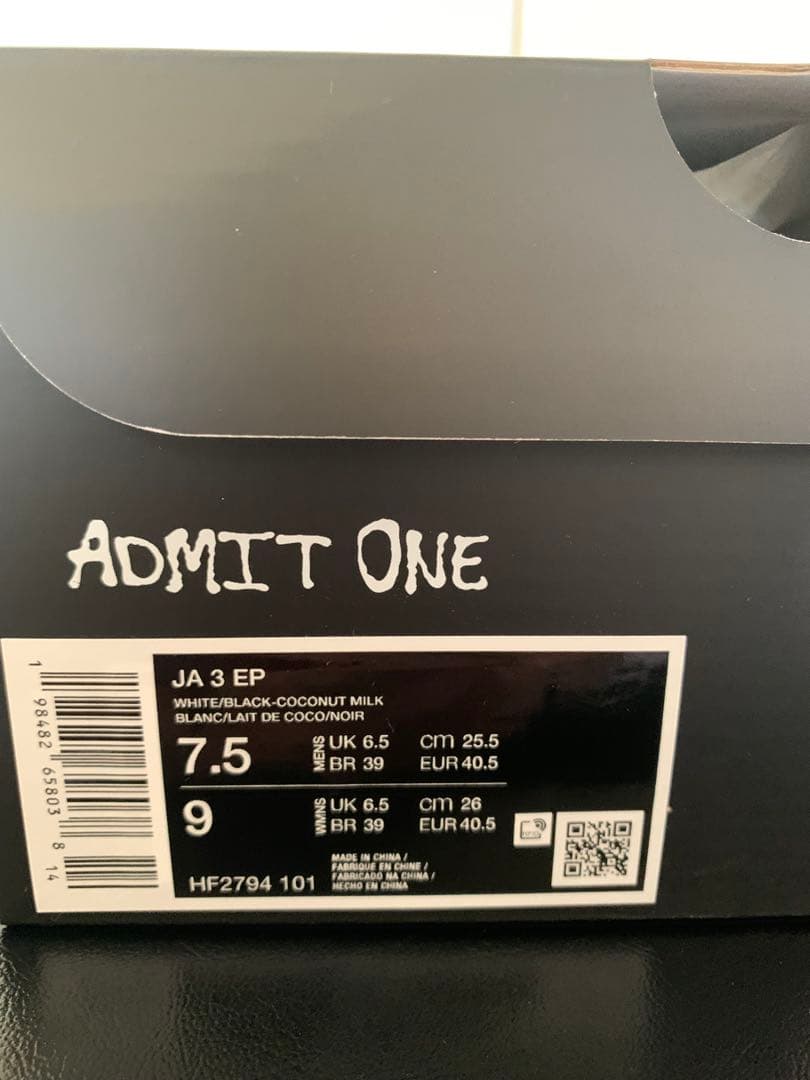 ADMIT ONE
JA 3 EP
WHITE/BLACK-COCONUT MILK
BLANC/LAIT DE COCO/NOIR
7.5 MENS UK 6.5 cm 25.5
BR 39 EUR 40.5
9 WMNS UK 6.5 cm 26
BR 39 EUR 40.5
HF2794 101
MADE IN CHINA /
FABRIQUE EN CHINE /
FABRICADO NA CHINA /
HECHO EN CHINA
1 98482 65803 8 14